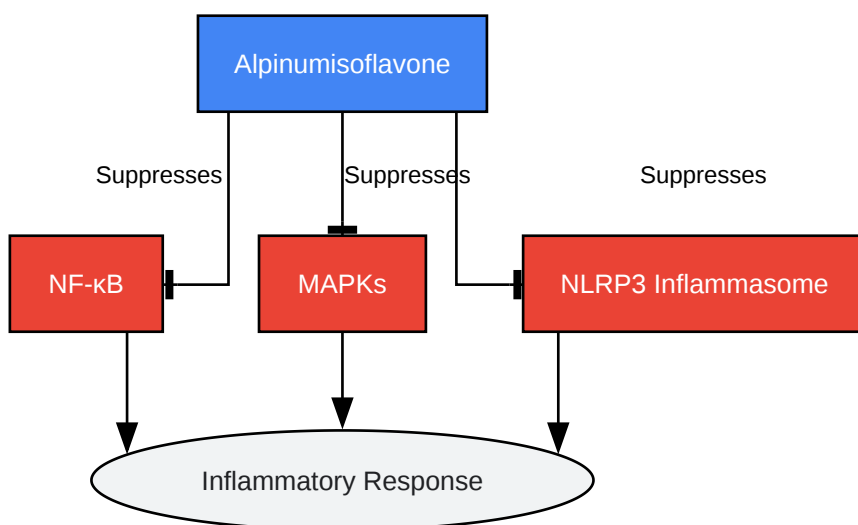 Alpinumisoflavone
Suppresses
Suppresses
Suppresses
NF-κB
MAPKs
NLRP3 Inflammasome
Inflammatory Response